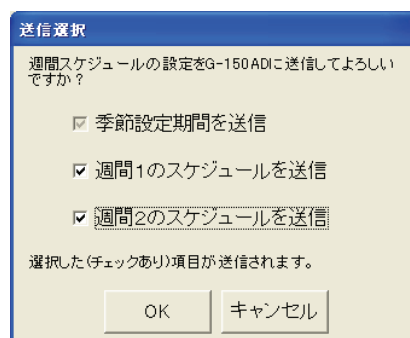 送信選択
週間スケジュールの設定をG-150ADに送信してよろしい
ですか？
季節設定期間を送信
週間1のスケジュールを送信
週間2のスケジュールを送信
選択した(チェックあり)項目が送信されます。
OK
キャンセル